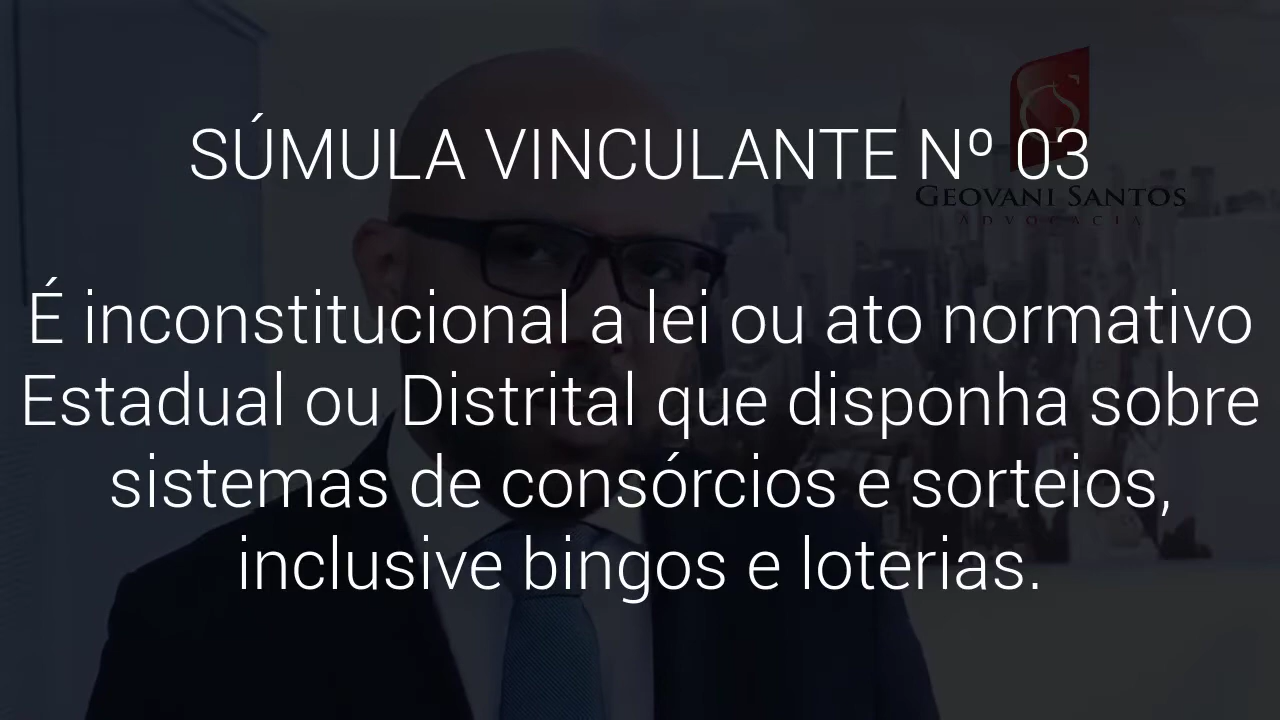 SÚMULA VINCULANTE Nº 03
GEOVANI SANTOS
ADVOCACIA
É inconstitucional a lei ou ato normativo
Estadual ou Distrital que disponha sobre
sistemas de consórcios e sorteios,
inclusive bingos e loterias.